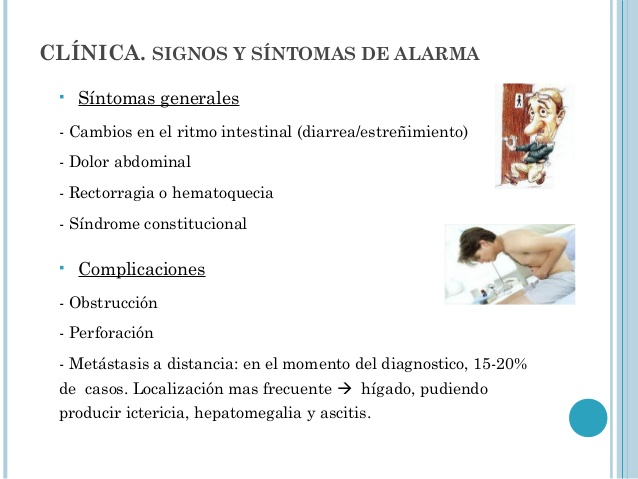 CLÍNICA. SIGNOS Y SÍNTOMAS DE ALARMA
▪ Síntomas generales
- Cambios en el ritmo intestinal (diarrea/estreñimiento)
- Dolor abdominal
- Rectorragia o hematoquecia
- Síndrome constitucional
▪ Complicaciones
- Obstrucción
- Perforación
- Metástasis a distancia: en el momento del diagnostico, 15-20%
de casos. Localización mas frecuente → hígado, pudiendo
producir ictericia, hepatomegalia y ascitis.